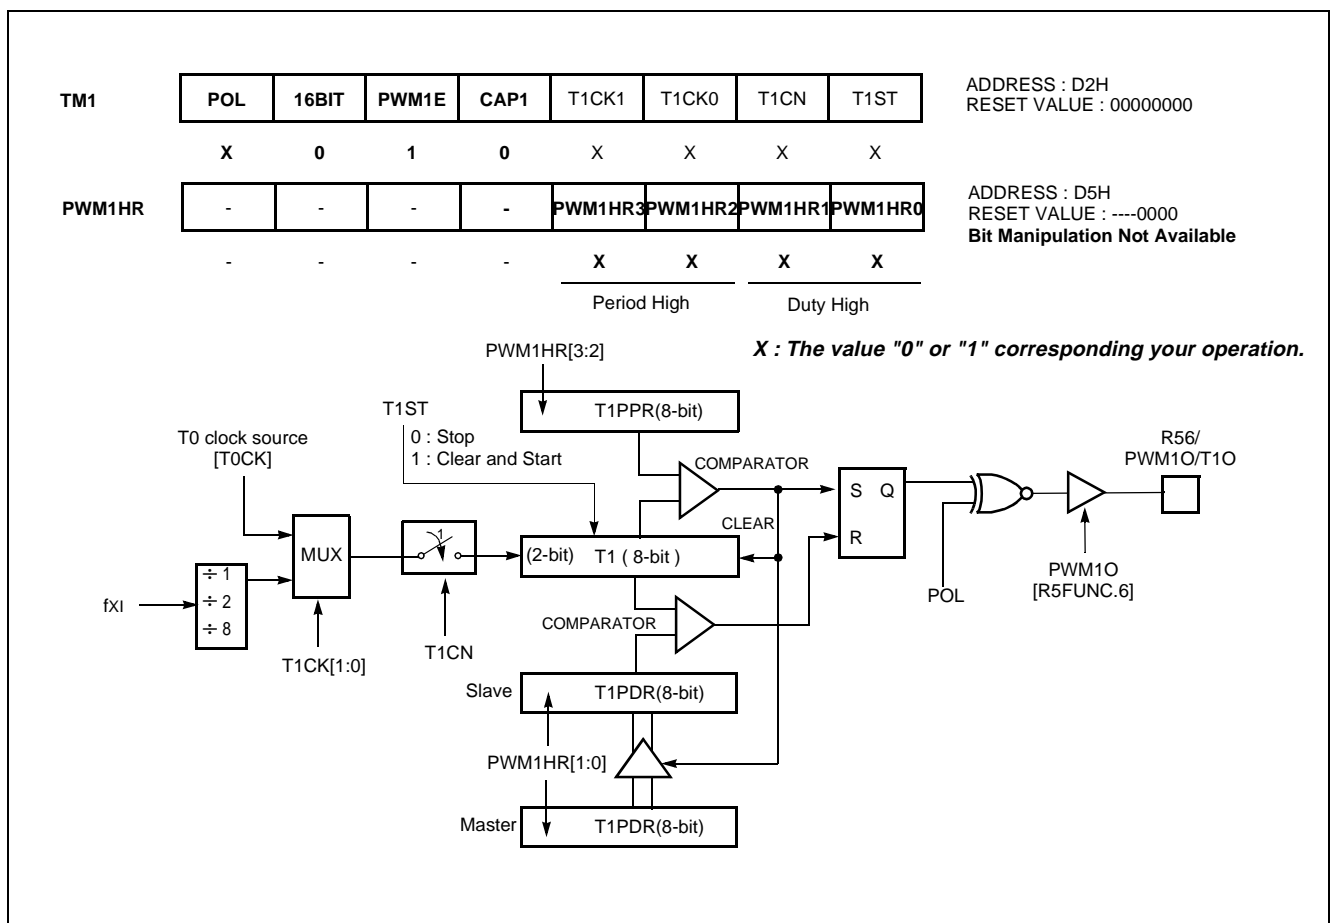 TM1 POL 16BIT PWM1E CAP1 T1CK1 T1CK0 T1CN T1ST
ADDRESS : D2H
RESET VALUE : 00000000
X 0 1 0 X X X X
PWM1HR - - - - PWM1HR3 PWM1HR2 PWM1HR1 PWM1HR0
ADDRESS : D5H
RESET VALUE : ----0000
Bit Manipulation Not Available
- - - - X X X X
Period High Duty High
X : The value "0" or "1" corresponding your operation.
PWM1HR[3:2]
T1PPR(8-bit)
T1ST
0 : Stop
1 : Clear and Start
T0 clock source
[T0CK]
COMPARATOR
R56/
PWM1O/T1O
S Q
R
CLEAR
MUX
1
(2-bit) T1 ( 8-bit )
÷ 1
÷ 2
÷ 8
fXI
T1CK[1:0]
T1CN
COMPARATOR
POL
PWM1O
[R5FUNC.6]
Slave T1PDR(8-bit)
PWM1HR[1:0]
Master T1PDR(8-bit)